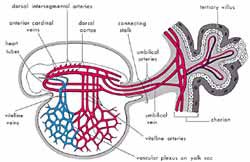 dorsal intersegmental arteries
tertiary villus
anterior cardinal veins
dorsal aortae
connecting stalk
heart tubes
umbilical arteries
chorion
vitelline veins
umbilical vein
vitelline arteries
vascular plexus on yolk sac